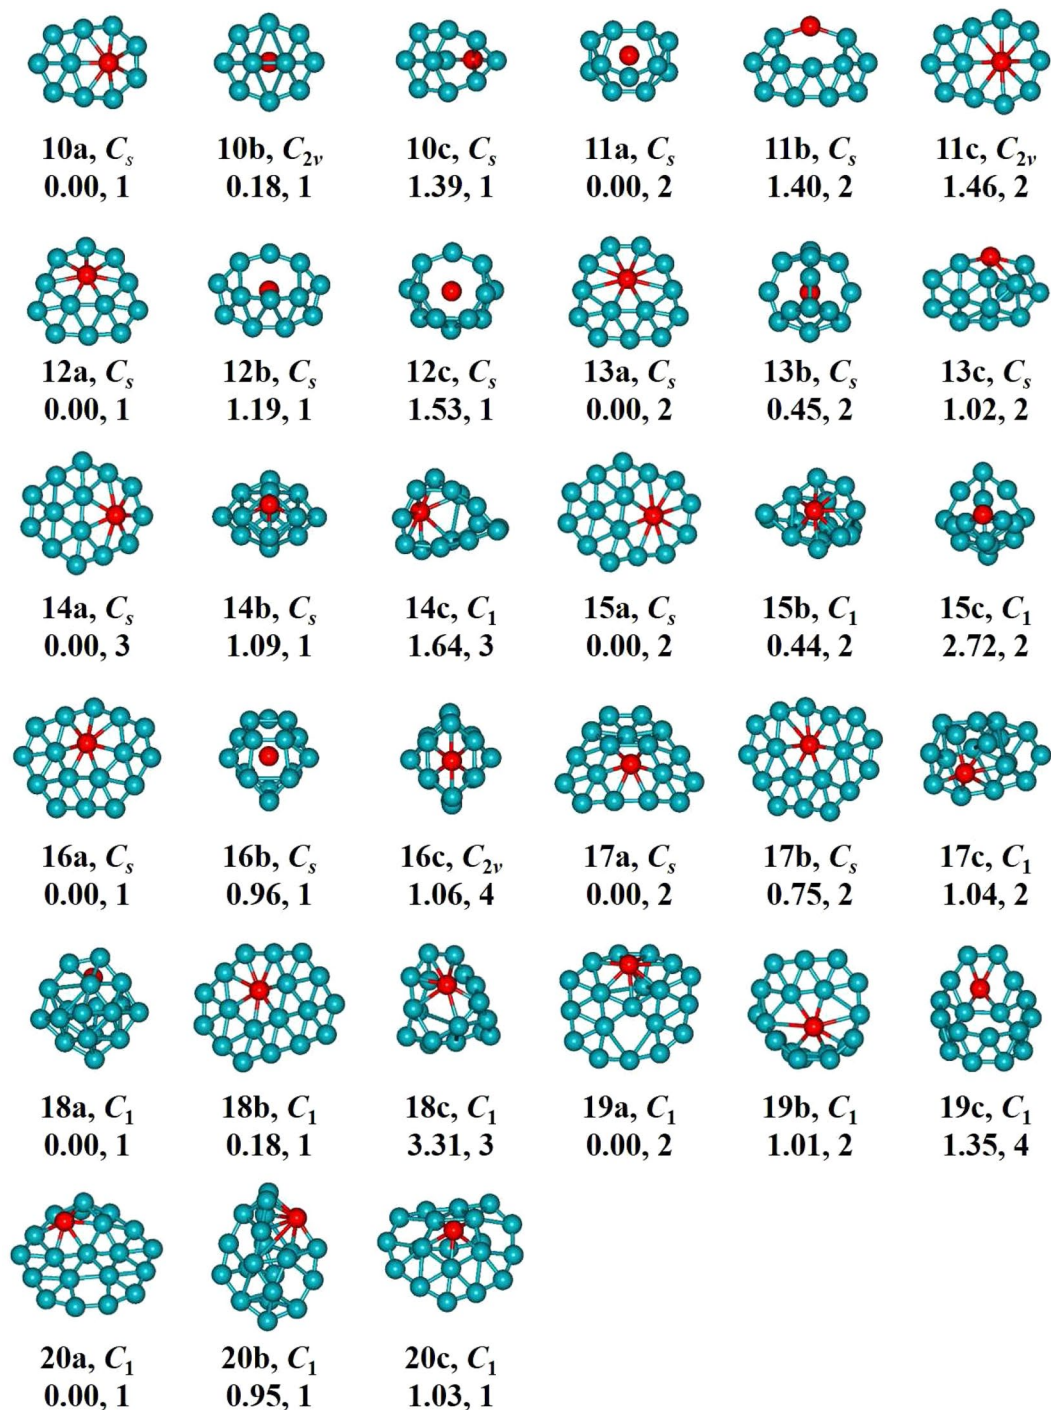 10a, Cs 10b, C2v 10c, Cs 11a, Cs 11b, Cs 11c, C2v
0.00, 1 0.18, 1 1.39, 1 0.00, 2 1.40, 2 1.46, 2
12a, Cs 12b, Cs 12c, Cs 13a, Cs 13b, Cs 13c, Cs
0.00, 1 1.19, 1 1.53, 1 0.00, 2 0.45, 2 1.02, 2
14a, Cs 14b, Cs 14c, C1 15a, Cs 15b, C1 15c, C1
0.00, 3 1.09, 1 1.64, 3 0.00, 2 0.44, 2 2.72, 2
16a, Cs 16b, Cs 16c, C2v 17a, Cs 17b, Cs 17c, C1
0.00, 1 0.96, 1 1.06, 4 0.00, 2 0.75, 2 1.04, 2
18a, C1 18b, C1 18c, C1 19a, C1 19b, C1 19c, C1
0.00, 1 0.18, 1 3.31, 3 0.00, 2 1.01, 2 1.35, 4
20a, C1 20b, C1 20c, C1
0.00, 1 0.95, 1 1.03, 1